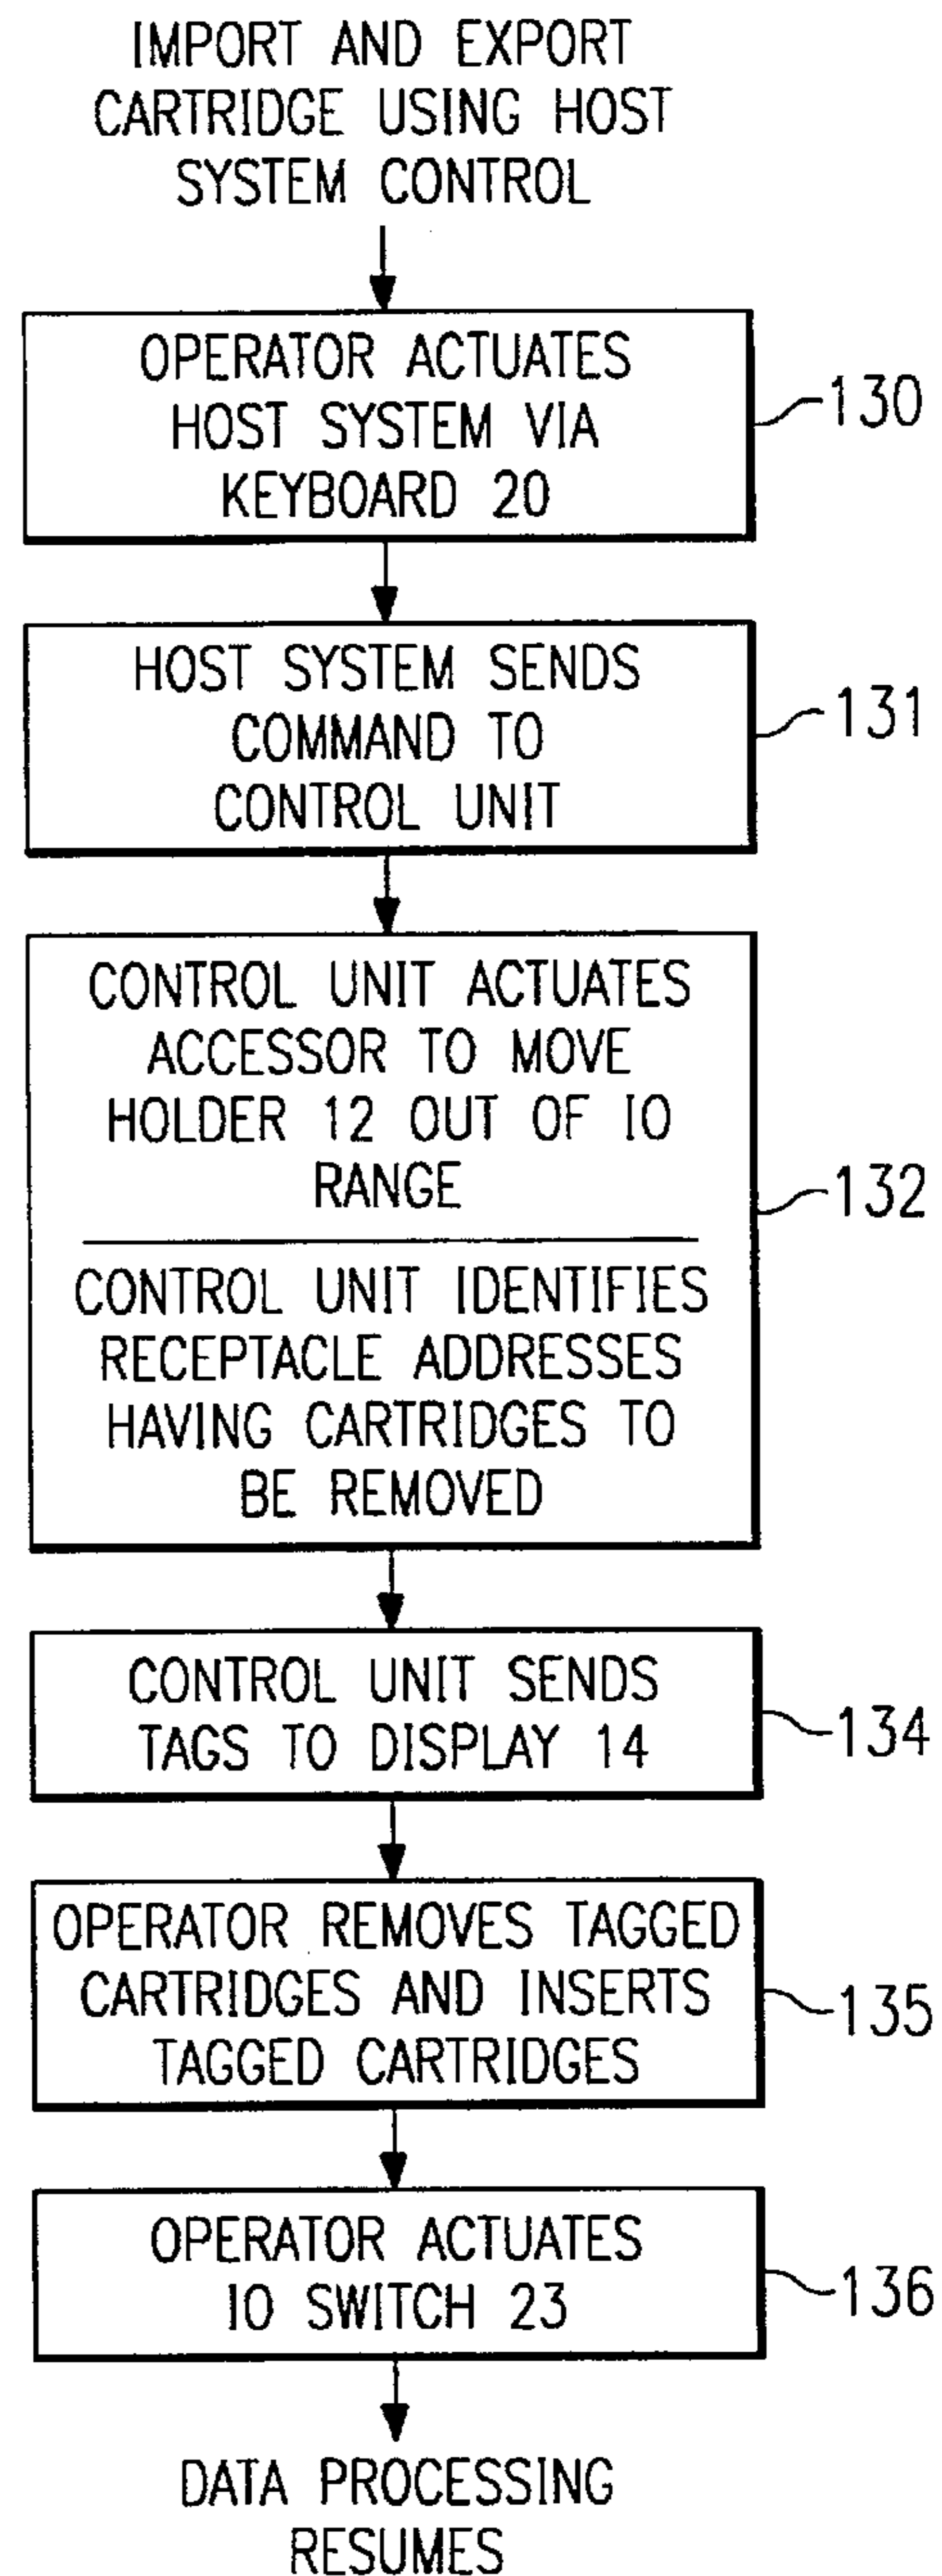 IMPORT AND EXPORT
CARTRIDGE USING HOST
SYSTEM CONTROL
OPERATOR ACTUATES
HOST SYSTEM VIA
KEYBOARD 20
130
HOST SYSTEM SENDS
COMMAND TO
CONTROL UNIT
131
CONTROL UNIT ACTUATES
ACCESSOR TO MOVE
HOLDER 12 OUT OF IO
RANGE
CONTROL UNIT IDENTIFIES
RECEPTACLE ADDRESSES
HAVING CARTRIDGES TO
BE REMOVED
132
CONTROL UNIT SENDS
TAGS TO DISPLAY 14
134
OPERATOR REMOVES TAGGED
CARTRIDGES AND INSERTS
TAGGED CARTRIDGES
135
OPERATOR ACTUATES
IO SWITCH 23
136
DATA PROCESSING
RESUMES